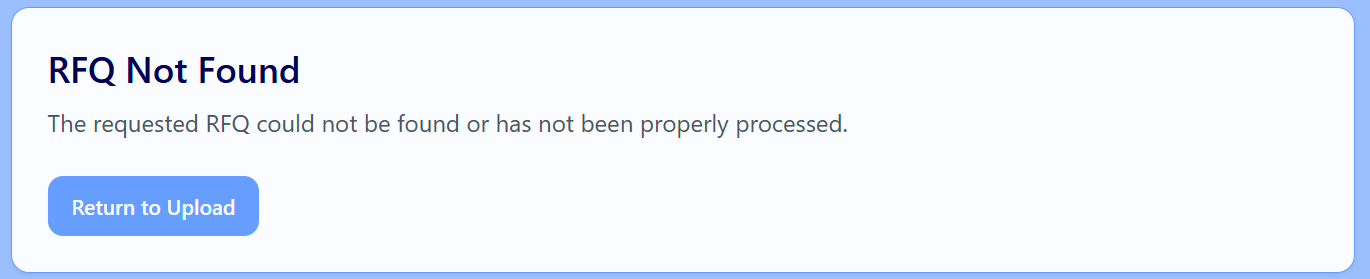 RFQ Not Found
The requested RFQ could not be found or has not been properly processed.
Return to Upload